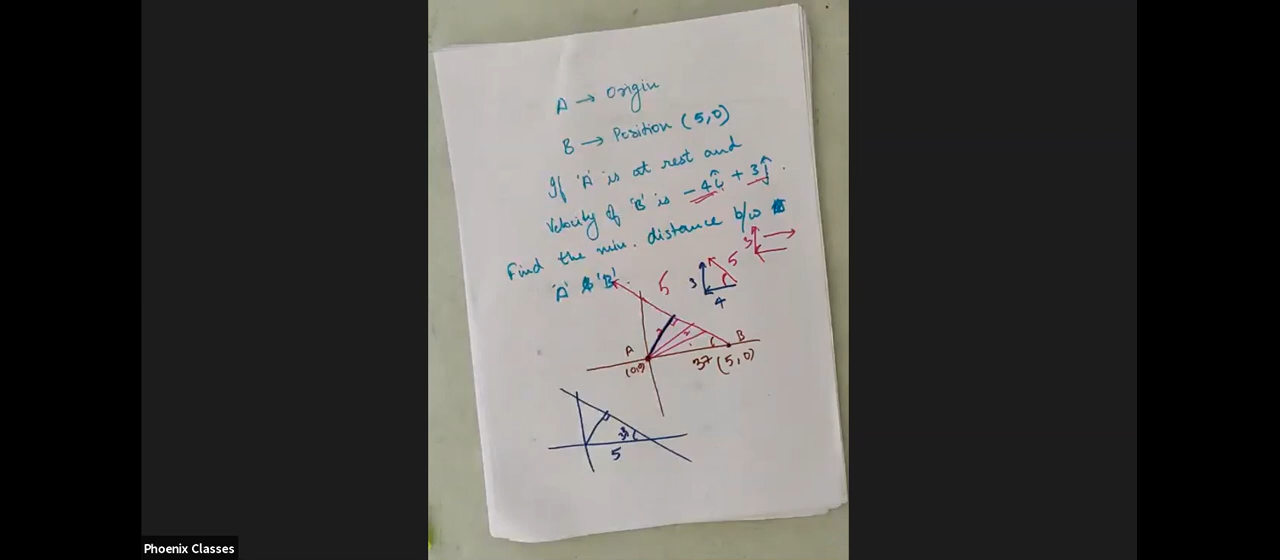 A → Origin
B → Position (5,0)
If 'A' is at rest and
Velocity of 'B' is -4î + 3ĵ.
Find the min. distance b/w
'A' & 'B'.
3
5
5
3
4
A
B
(0,0)
37
(5,0)
5
Phoenix Classes